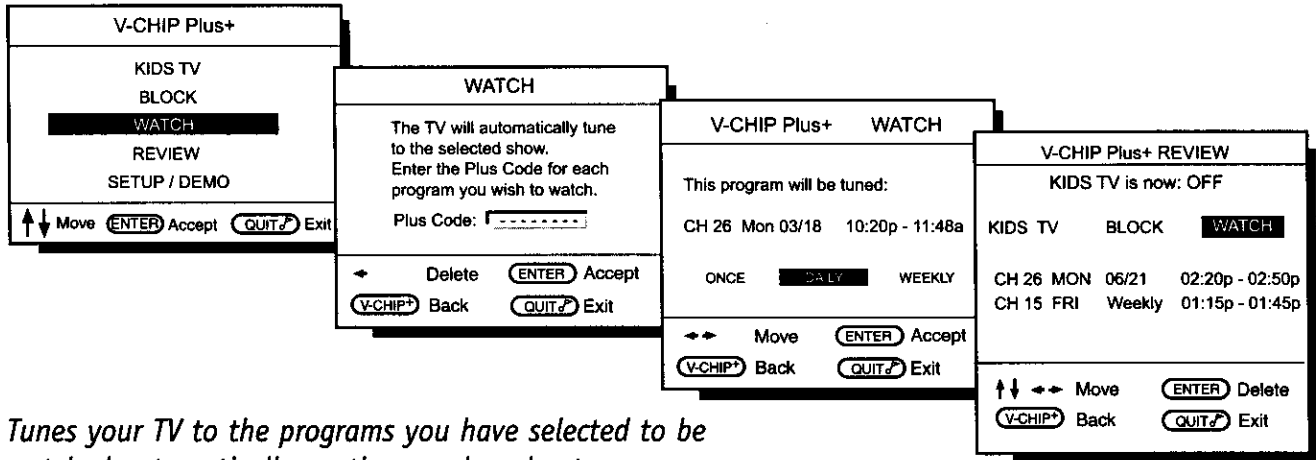 V-CHIP Plus+
KIDS TV
BLOCK
WATCH
REVIEW
SETUP / DEMO
Move ENTER Accept QUIT Exit
WATCH
The TV will automatically tune
to the selected show.
Enter the Plus Code for each
program you wish to watch.
Plus Code: - - - - - - - -
Delete ENTER Accept
V-CHIP+ Back QUIT Exit
V-CHIP Plus+ WATCH
This program will be tuned:
CH 26 Mon 03/18 10:20p - 11:48a
ONCE DAILY WEEKLY
Move ENTER Accept
V-CHIP+ Back QUIT Exit
V-CHIP Plus+ REVIEW
KIDS TV is now: OFF
KIDS TV BLOCK WATCH
CH 26 MON 06/21 02:20p - 02:50p
CH 15 FRI Weekly 01:15p - 01:45p
Move ENTER Delete
V-CHIP+ Back QUIT Exit
Tunes your TV to the programs you have selected to be